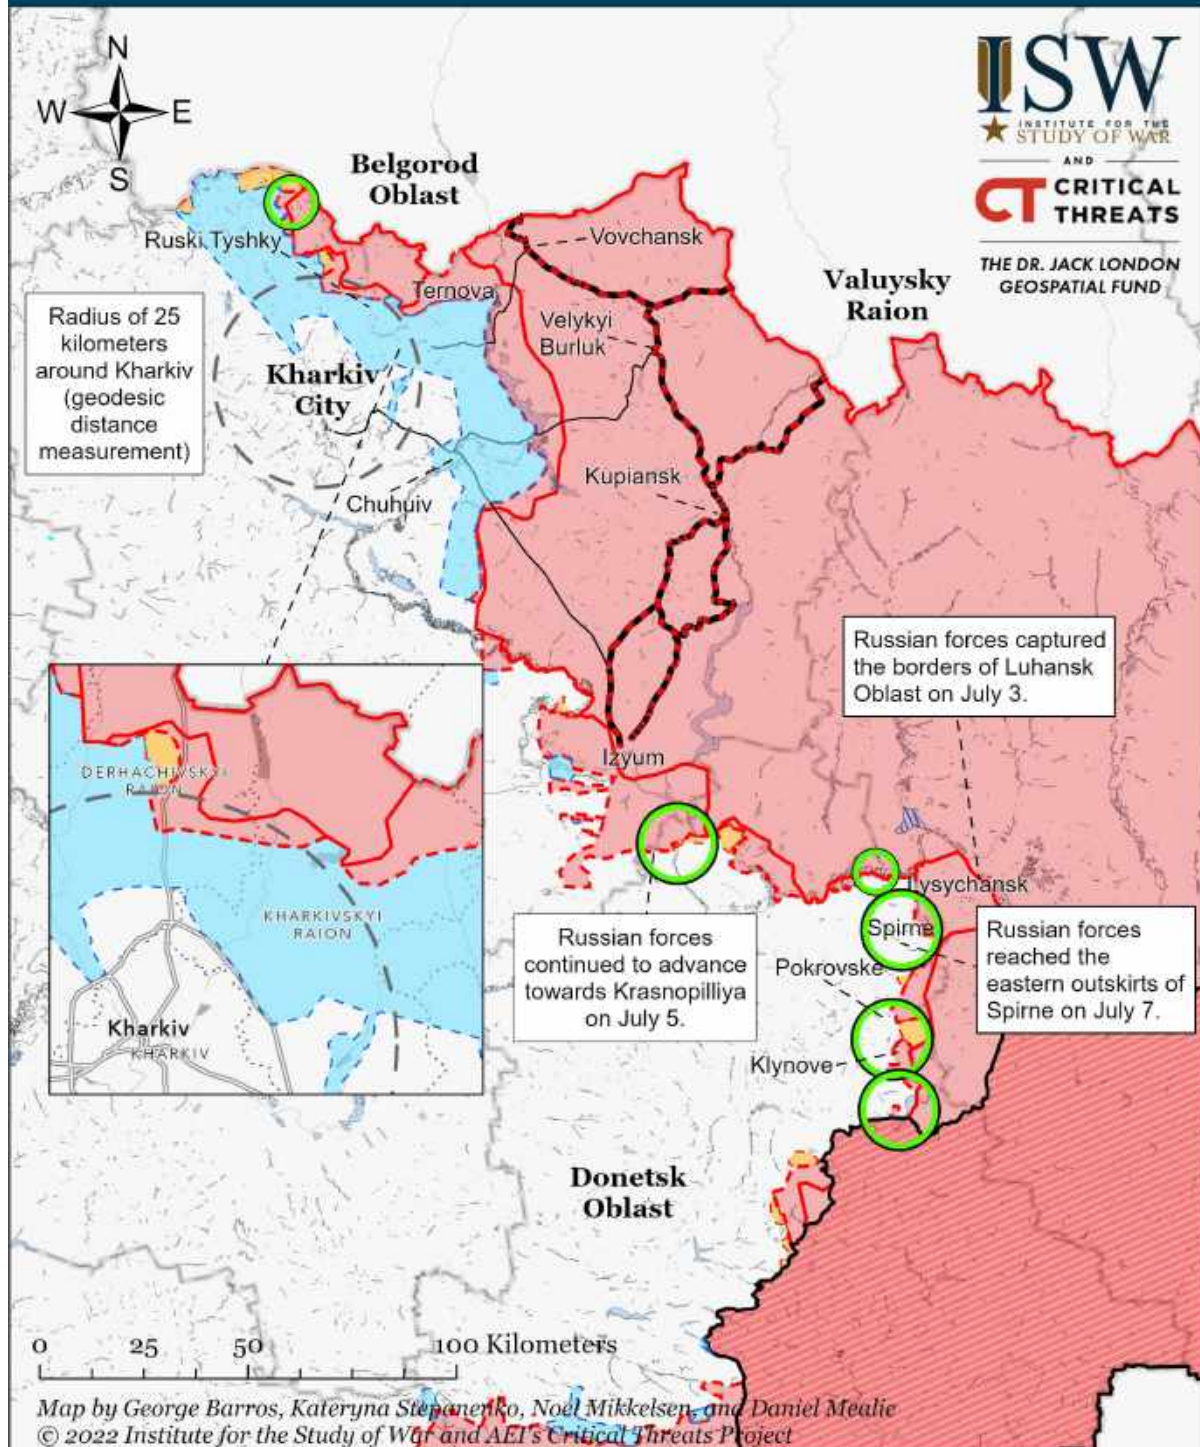 N
W
E
S
ISW
INSTITUTE FOR THE
STUDY OF WAR
AND
CT CRITICAL
THREATS
THE DR. JACK LONDON
GEOSPATIAL FUND
Belgorod
Oblast
Ruski Tyshky
Vovchansk
Valuysky
Raion
Ternova
Velykyi
Burluk
Radius of 25
kilometers
around Kharkiv
(geodesic
distance
measurement)
Kharkiv
City
Kupiansk
Chuhuiv
Russian forces captured
the borders of Luhansk
Oblast on July 3.
DERHACHIVSKYI
RAION
KHARKIVSKYI
RAION
Kharkiv
KHARKIV
Izyum
Lysychansk
Spirne
Pokrovske
Klynove
Russian forces
continued to advance
towards Krasnopilliya
on July 5.
Russian forces
reached the
eastern outskirts of
Spirne on July 7.
Donetsk
Oblast
0 25 50 100 Kilometers
Map by George Barros, Kateryna Stepanenko, Noel Mikkelsen, and Daniel Mealie
© 2022 Institute for the Study of War and AEI's Critical Threats Project